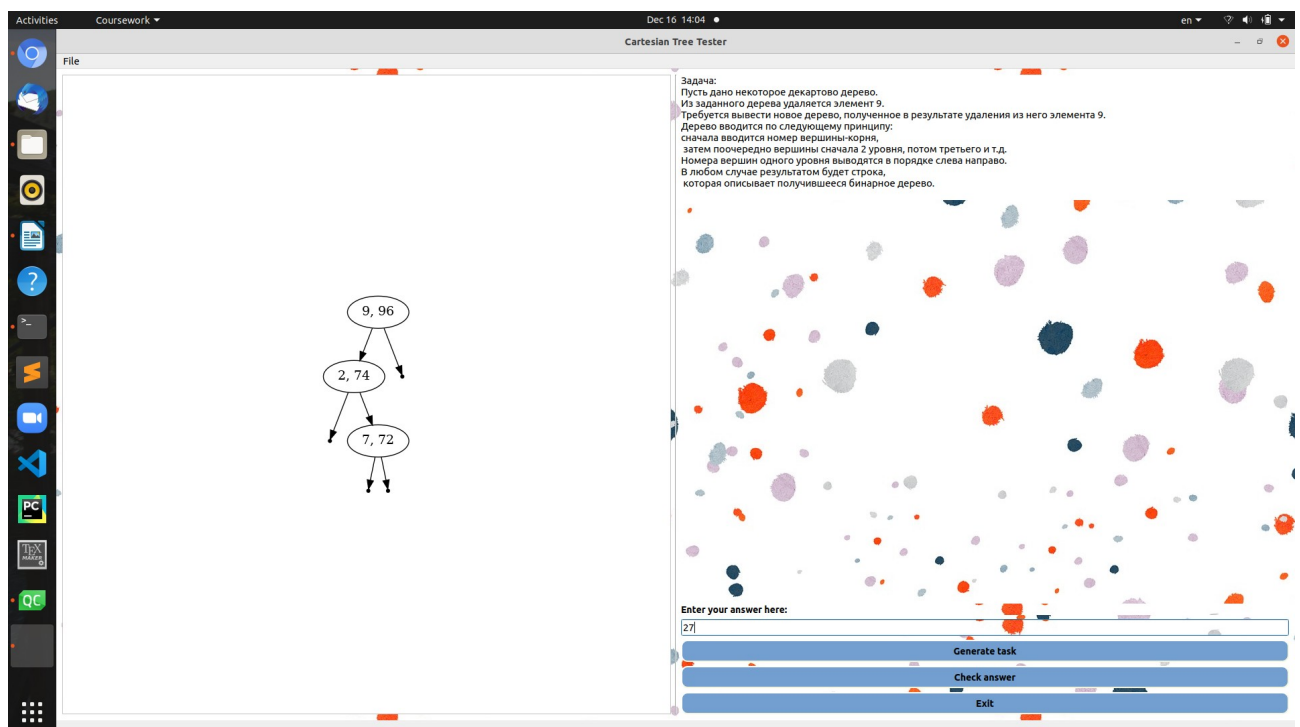 Activities Coursework Dec 16 14:04 en
Cartesian Tree Tester
File
Задача:
Пусть дано некоторое декартово дерево.
Из заданного дерева удаляется элемент 9.
Требуется вывести новое дерево, полученное в результате удаления из него элемента 9.
Дерево вводится по следующему принципу:
сначала вводится номер вершины-корня,
затем поочередно вершины сначала 2 уровня, потом третьего и т.д.
Номера вершин одного уровня выводятся в порядке слева направо.
В любом случае результатом будет строка,
которая описывает получившееся бинарное дерево.
9, 96
2, 74
7, 72
PC
TEX
MAKER
QC
Enter your answer here:
27
Generate task
Check answer
Exit